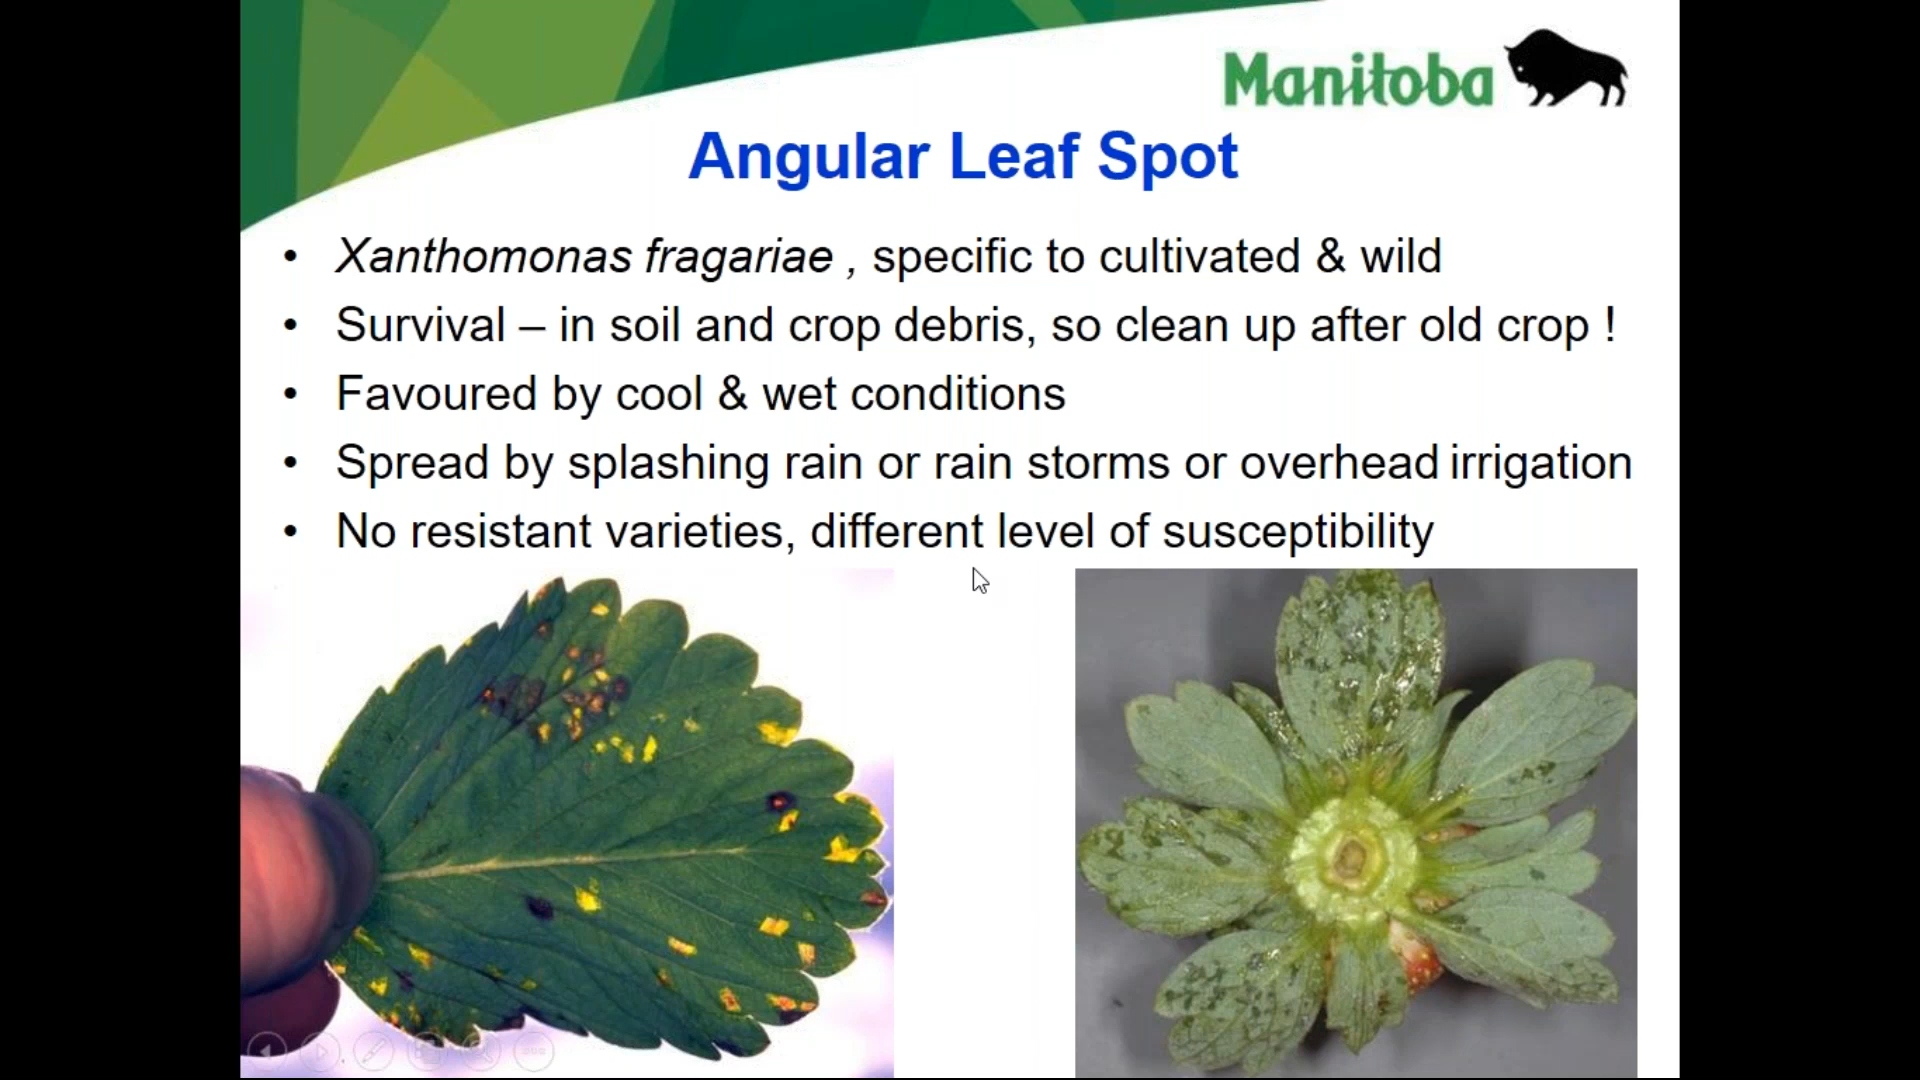 Manitoba
Angular Leaf Spot
• Xanthomonas fragariae , specific to cultivated & wild
• Survival – in soil and crop debris, so clean up after old crop !
• Favoured by cool & wet conditions
• Spread by splashing rain or rain storms or overhead irrigation
• No resistant varieties, different level of susceptibility